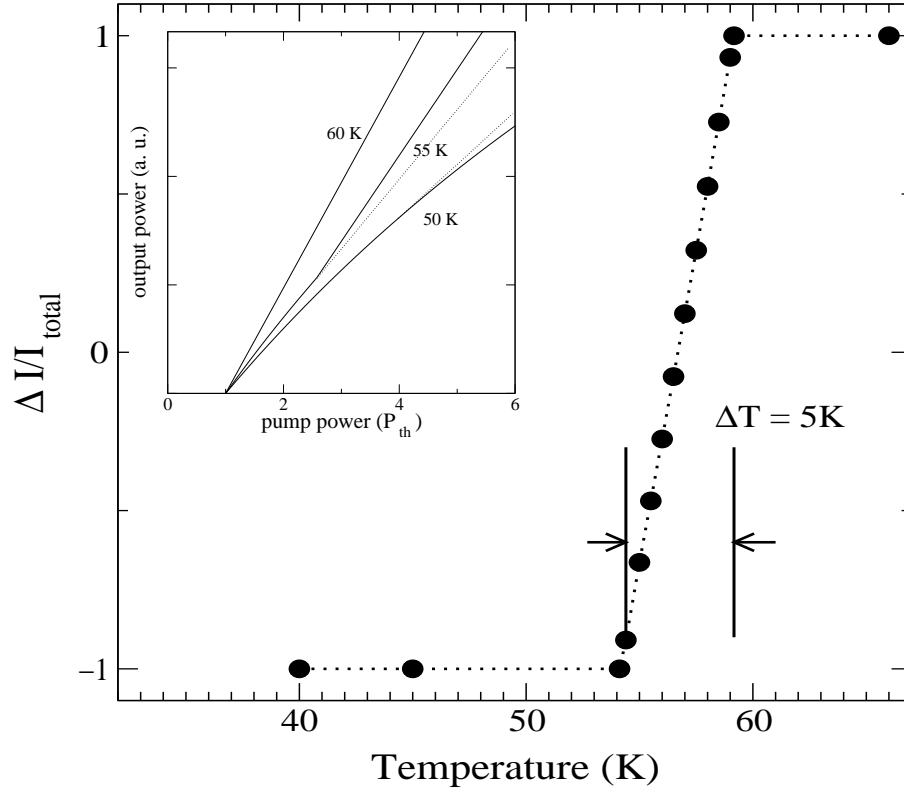 1
0
−1
Δ I/I_total
40
50
60
Temperature (K)
ΔT = 5K
output power (a. u.)
60 K
55 K
50 K
0
2
4
6
pump power (P_th)